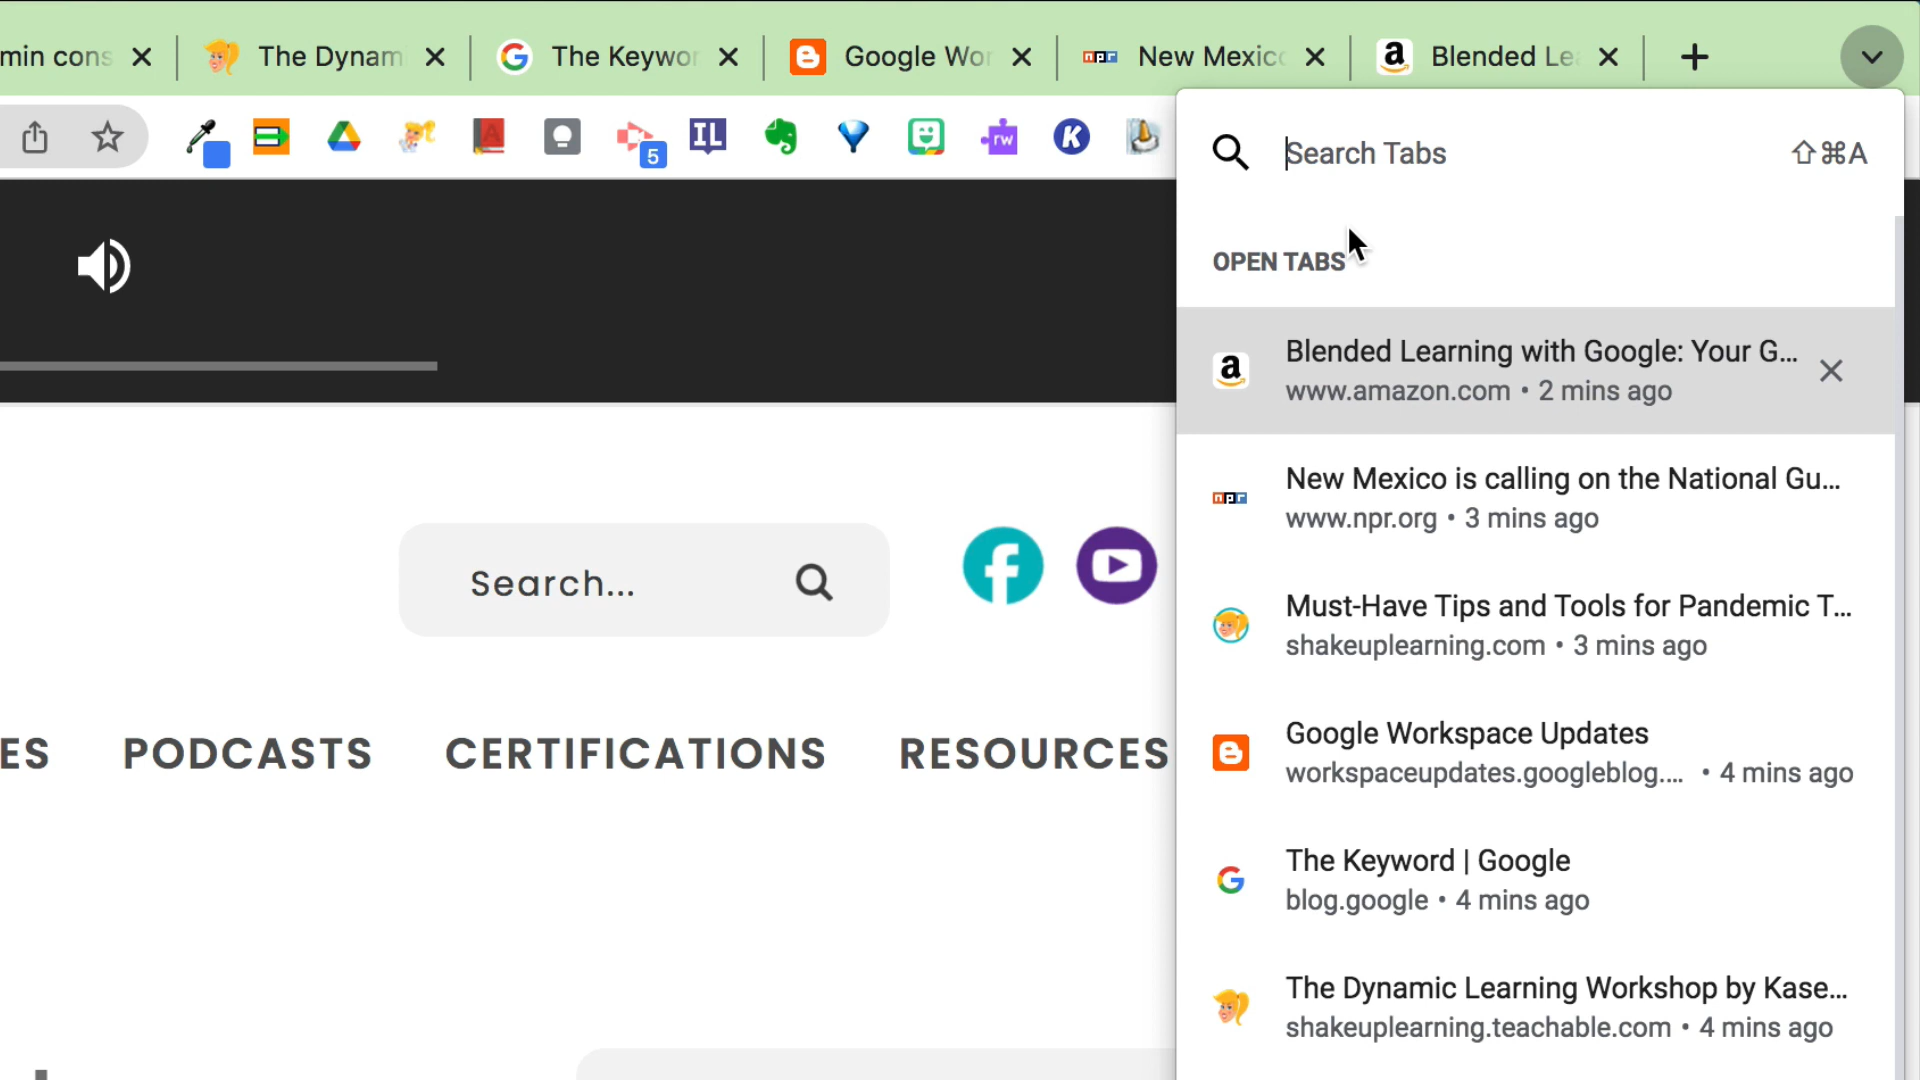 min cons
The Dynam
The Keywor
Google Wor
New Mexic
Blended Le
5
IL
rw
K
Search Tabs
⇧⌘A
OPEN TABS
Blended Learning with Google: Your G...
www.amazon.com • 2 mins ago
npr
New Mexico is calling on the National Gu...
www.npr.org • 3 mins ago
Must-Have Tips and Tools for Pandemic T...
shakeuplearning.com • 3 mins ago
Google Workspace Updates
workspaceupdates.googleblog.... • 4 mins ago
The Keyword | Google
blog.google • 4 mins ago
The Dynamic Learning Workshop by Kase...
shakeuplearning.teachable.com • 4 mins ago
Search...
ES
PODCASTS
CERTIFICATIONS
RESOURCES